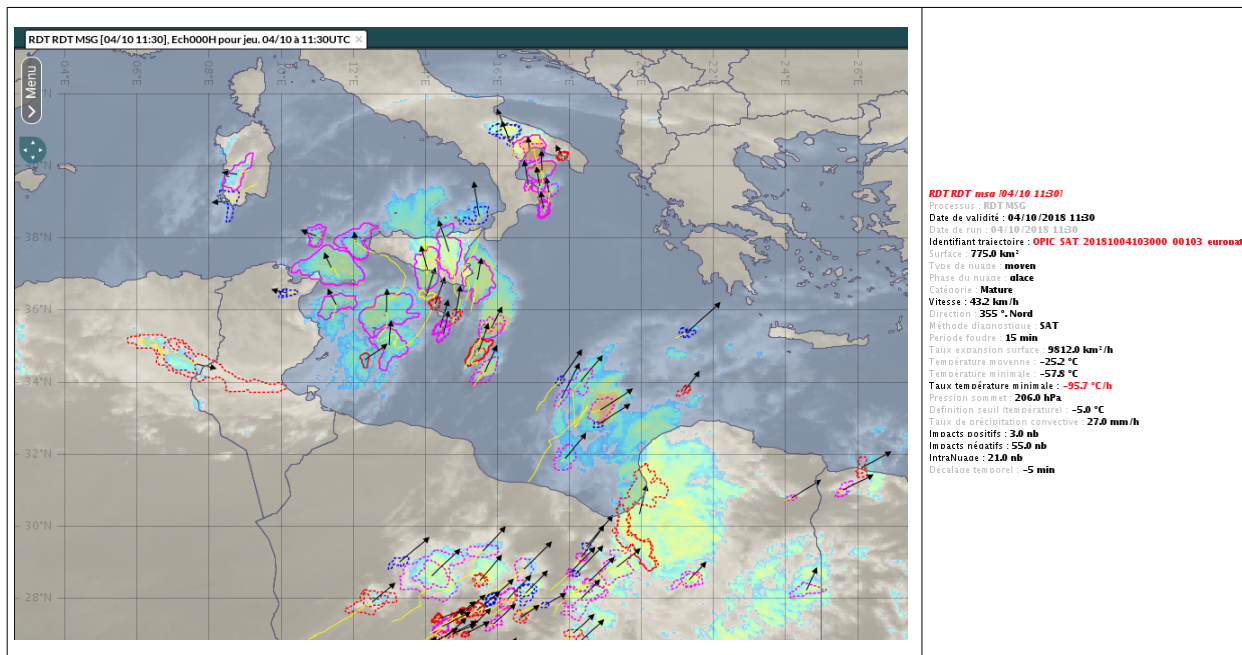 RDT RDT MSG [04/10 11:30], Ech000H pour jeu. 04/10 à 11:30UTC ×
Menu
04°E 06°E 08°E 10°E 12°E 14°E 16°E 18°E 20°E 22°E 24°E 26°E
38°N
36°N
34°N
32°N
30°N
28°N
RDT RDT msg [04/10 11:30]
Processus : RDT MSG
Date de validité : 04/10/2018 11:30
Date de run : 04/10/2018 11:30
Identifiant trajectoire : OPIC_SAT_20181004103000_00103_europat
Surface : 775.0 km²
Type de nuage : moyen
Phase du nuage : glace
Catégorie : Mature
Vitesse : 43.2 km/h
Direction : 355 °. Nord
Méthode diagnostique : SAT
Periode foudre : 15 min
Taux expansion surface : 9812.0 km²/h
Température moyenne : -25.2 °C
Température minimale : -57.8 °C
Taux température minimale : -95.7 °C/h
Pression sommet : 206.0 hPa
Definition seuil (température) : -5.0 °C
Taux de précipitation convective : 27.0 mm/h
Impacts positifs : 3.0 nb
Impacts négatifs : 55.0 nb
IntraNuage : 21.0 nb
Décalage temporel : -5 min